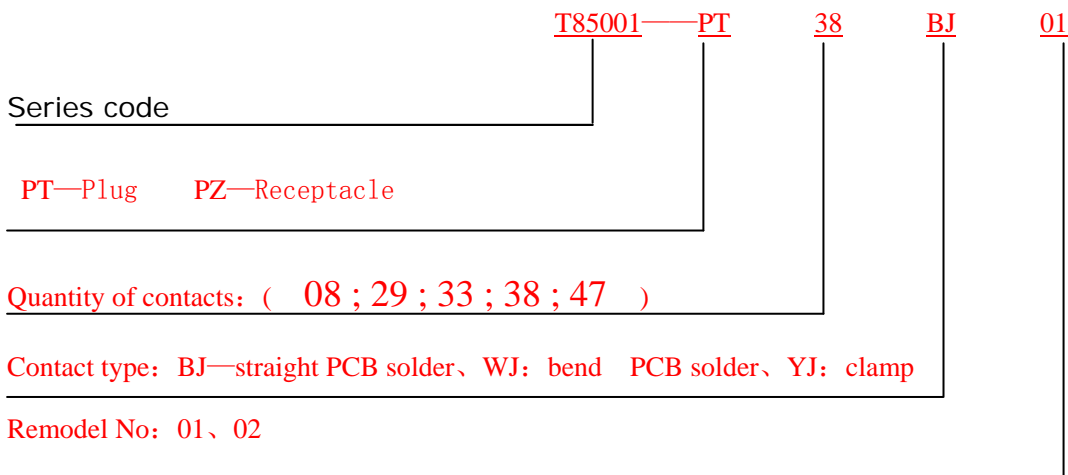 T85001——PT 38 BJ 01
Series code
PT—Plug PZ—Receptacle
Quantity of contacts：( 08 ; 29 ; 33 ; 38 ; 47 )
Contact type：BJ—straight PCB solder、WJ：bend PCB solder、YJ：clamp
Remodel No：01、02